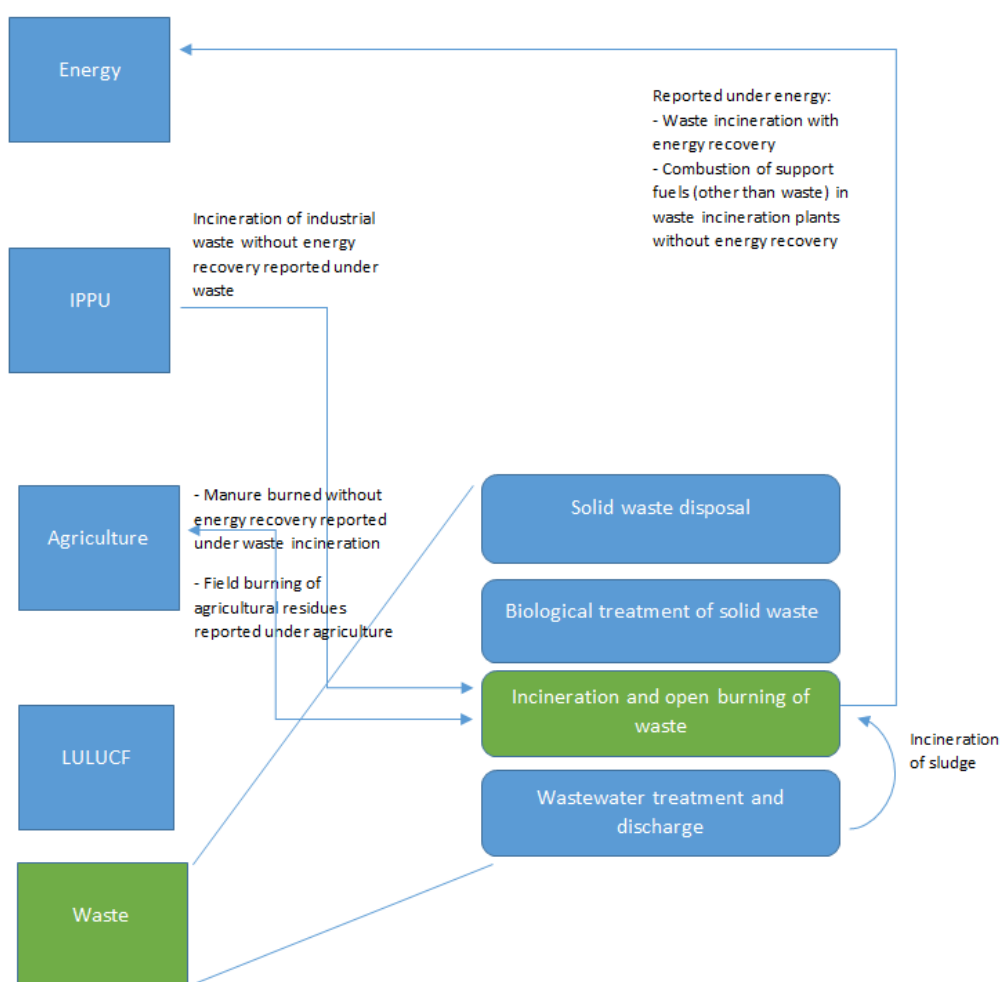 Energy
Reported under energy:
- Waste incineration with
energy recovery
- Combustion of support
fuels (other than waste) in
waste incineration plants
without energy recovery
Incineration of industrial
waste without energy
recovery reported under
waste
IPPU
Agriculture
- Manure burned without
energy recovery reported
under waste incineration
- Field burning of
agricultural residues
reported under agriculture
Solid waste disposal
Biological treatment of solid waste
Incineration and open burning of
waste
Incineration
of sludge
LULUCF
Wastewater treatment and
discharge
Waste